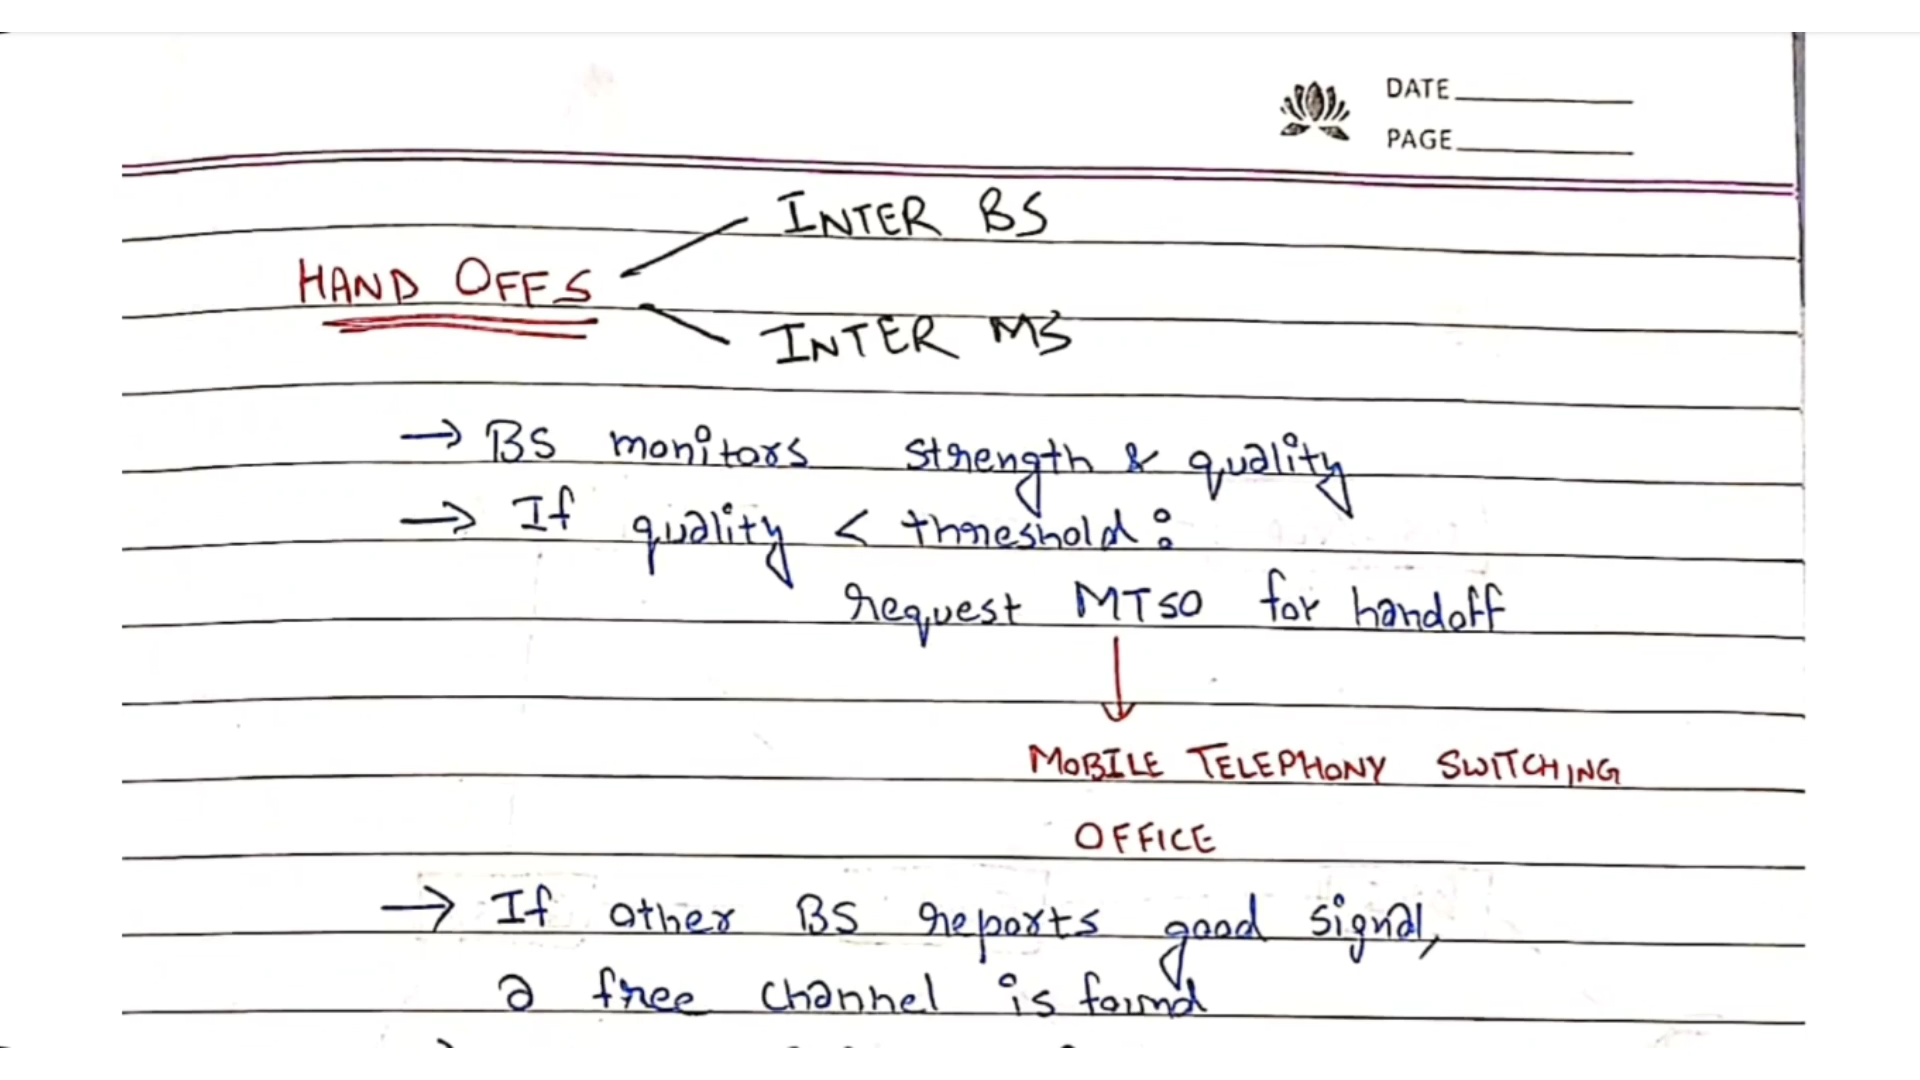 DATE
PAGE
INTER BS
HAND OFFS
INTER MS
→ BS monitors strength & quality
→ If quality < threshold:
request MTSO for handoff
MOBILE TELEPHONY SWITCHING
OFFICE
→ If other BS reports good signal,
a free channel is found